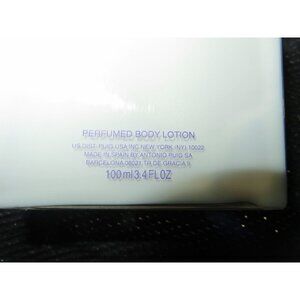 PERFUMED BODY LOTION
US DIST. PUIG USA INC NEW YORK (NY) 10022
MADE IN SPAIN BY ANTONIO PUIG SA
BARCELONA 08021, TR DE GRACIA 9
100 ml 3.4 FL OZ